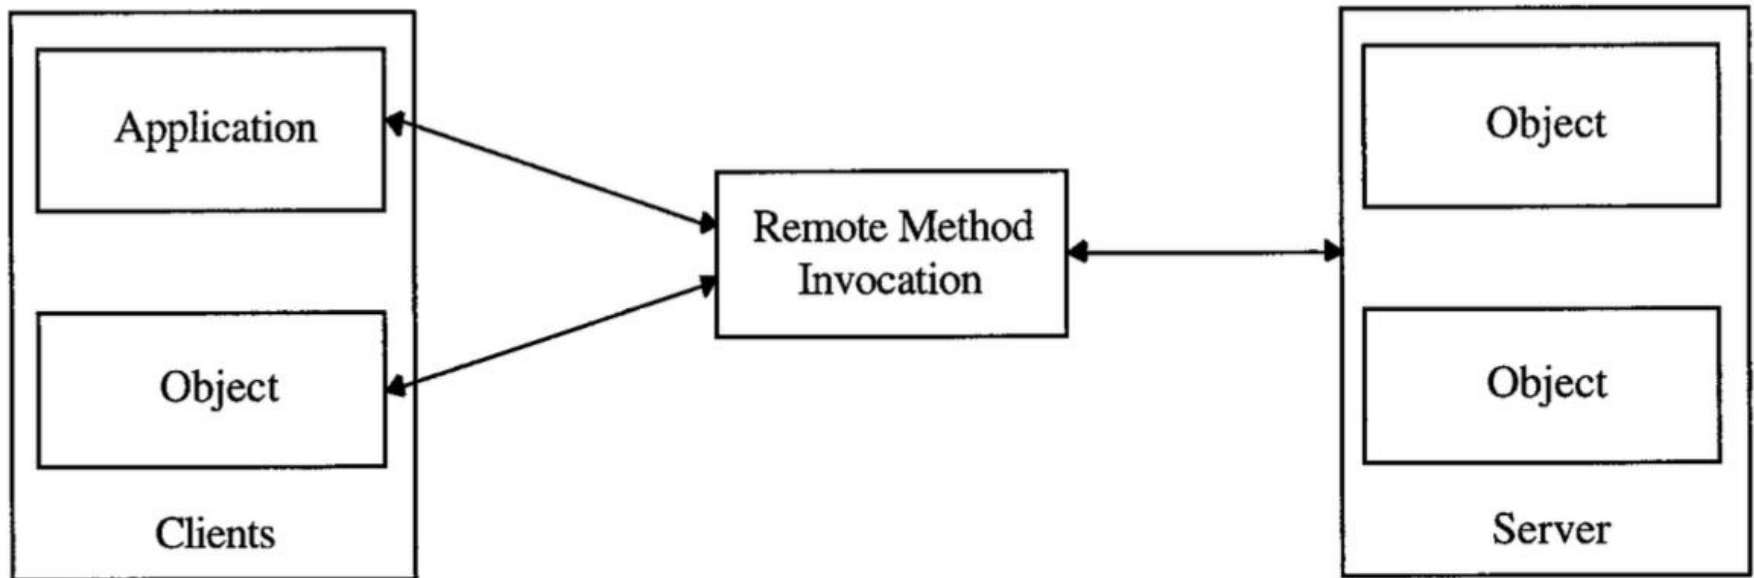 Application
Object
Clients
Remote Method
Invocation
Object
Object
Server